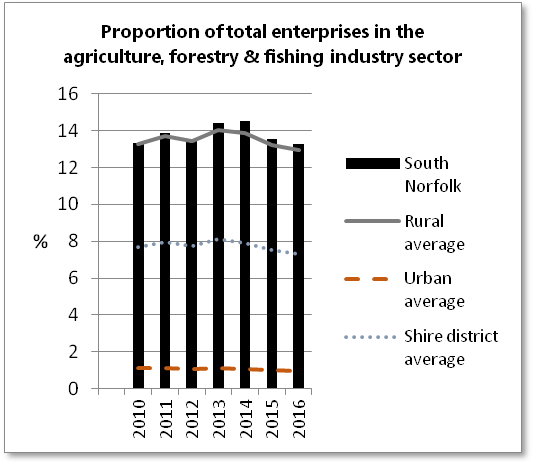 Proportion of total enterprises in the
agriculture, forestry & fishing industry sector
16
14
12
10
8
6
4
2
0
%
2010
2011
2012
2013
2014
2015
2016
South
Norfolk
Rural
average
Urban
average
Shire district
average